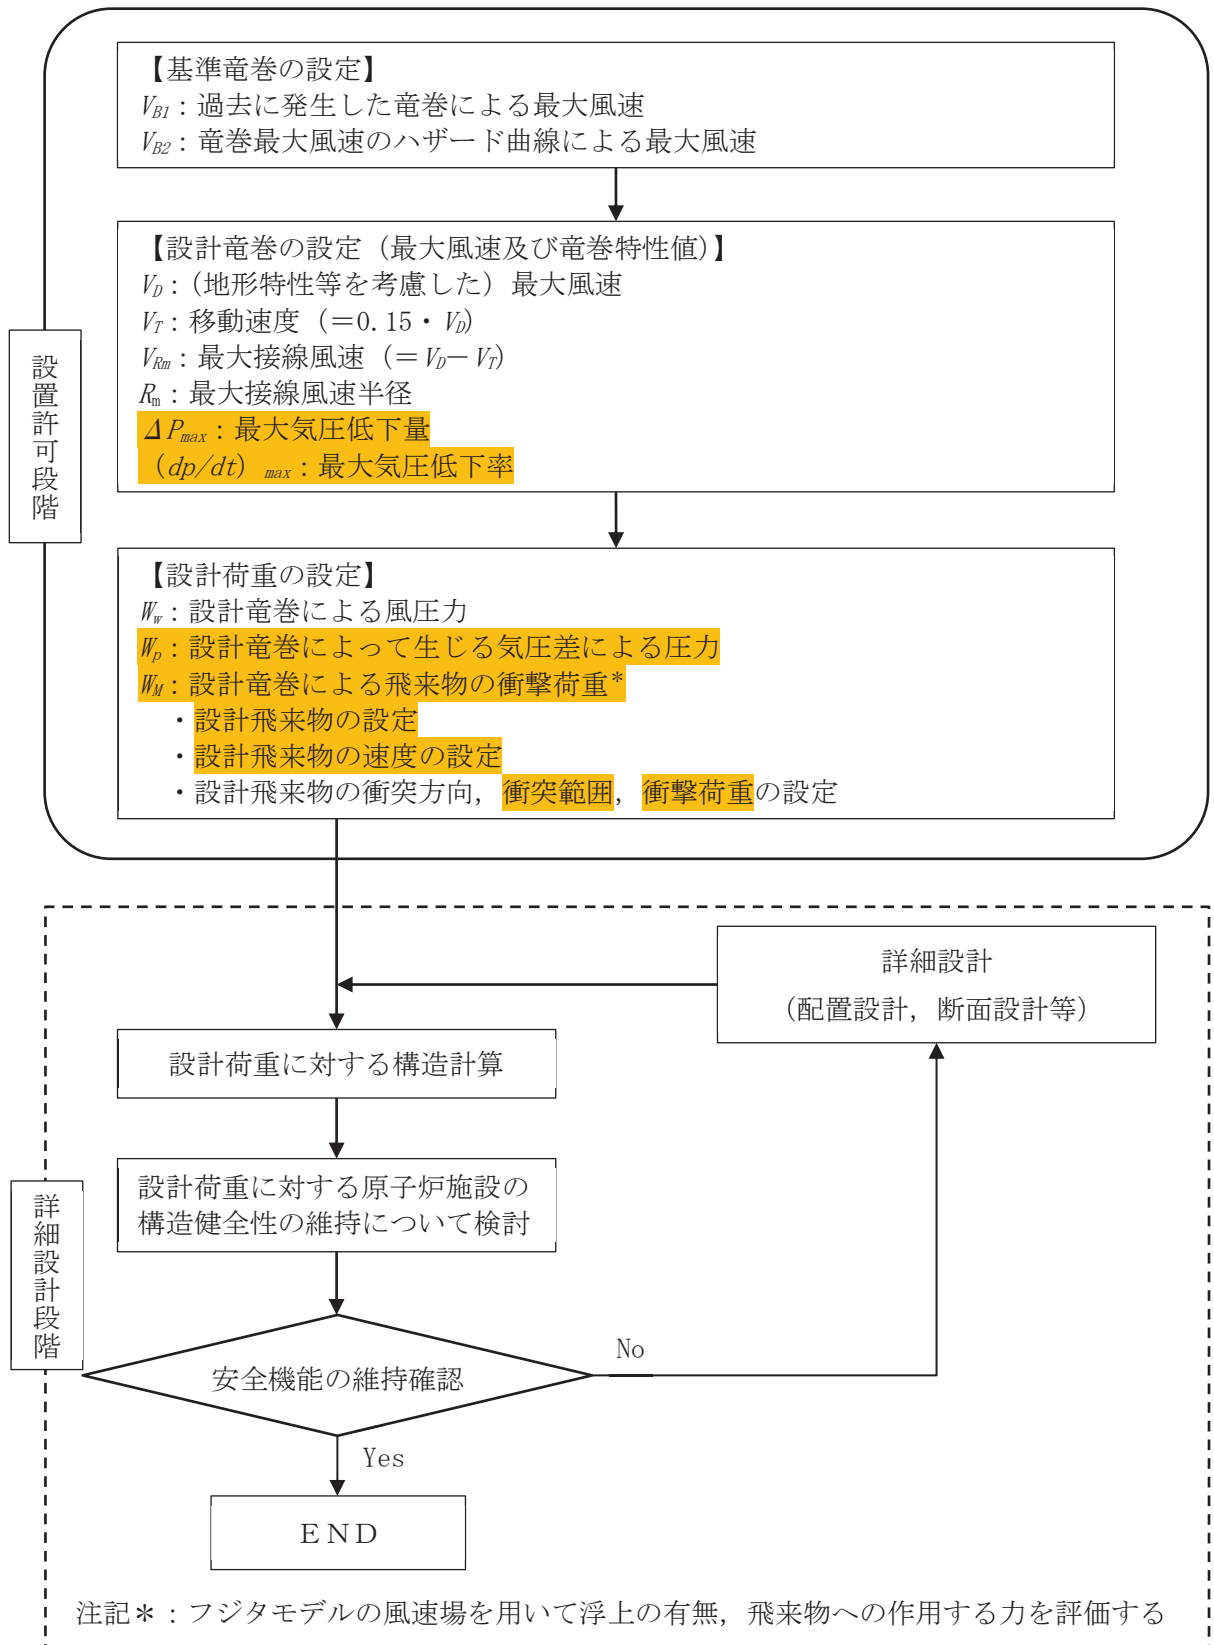 【基準竜巻の設定】
V_B1：過去に発生した竜巻による最大風速
V_B2：竜巻最大風速のハザード曲線による最大風速
【設計竜巻の設定（最大風速及び竜巻特性値）】
V_D：（地形特性等を考慮した）最大風速
V_T：移動速度（＝0.15・V_D）
V_Rm：最大接線風速（＝V_D－V_T）
R_m：最大接線風速半径
ΔP_max：最大気圧低下量
（dp/dt）_max：最大気圧低下率
設置許可段階
【設計荷重の設定】
W_w：設計竜巻による風圧力
W_p：設計竜巻によって生じる気圧差による圧力
W_M：設計竜巻による飛来物の衝撃荷重*
・設計飛来物の設定
・設計飛来物の速度の設定
・設計飛来物の衝突方向，衝突範囲，衝撃荷重の設定
詳細設計
（配置設計，断面設計等）
設計荷重に対する構造計算
設計荷重に対する原子炉施設の
構造健全性の維持について検討
詳細設計段階
安全機能の維持確認
No
Yes
ＥＮＤ
注記＊：フジタモデルの風速場を用いて浮上の有無，飛来物への作用する力を評価する